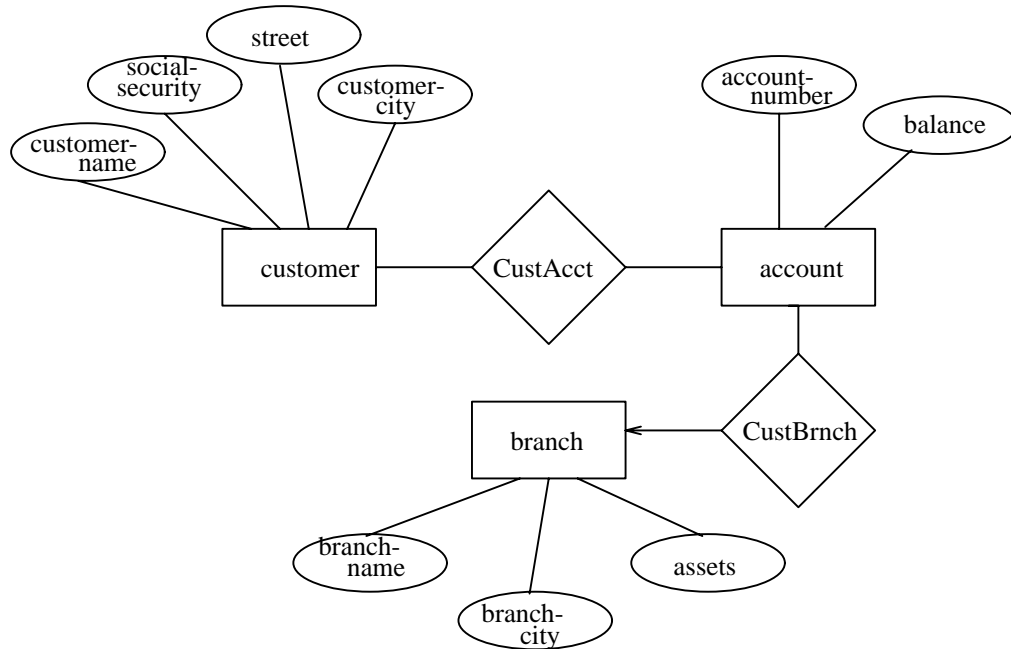 street
social-
security
customer-
city
customer-
name
account-
number
balance
customer
CustAcct
account
branch
CustBrnch
branch-
name
assets
branch-
city